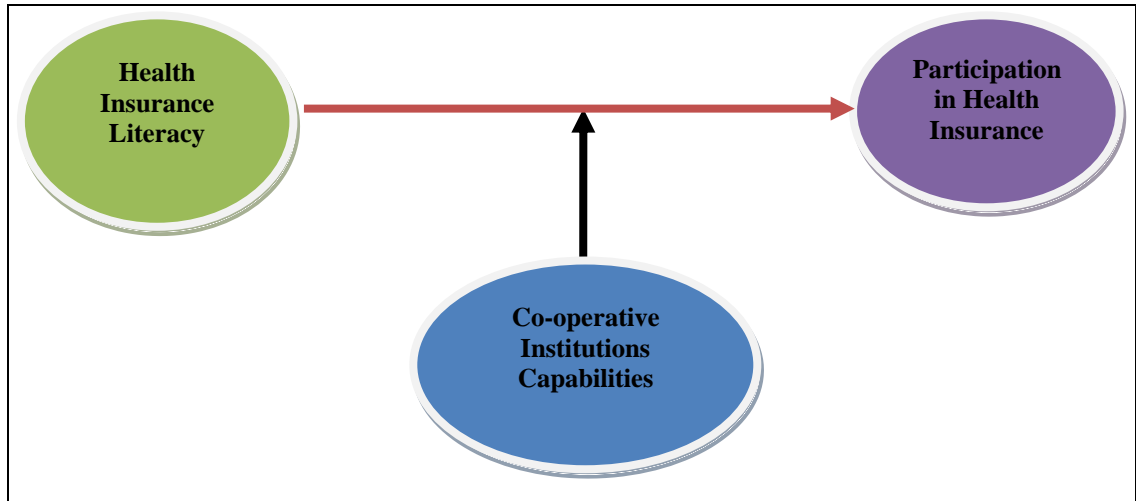 Health
Insurance
Literacy
Participation
in Health
Insurance
Co-operative
Institutions
Capabilities